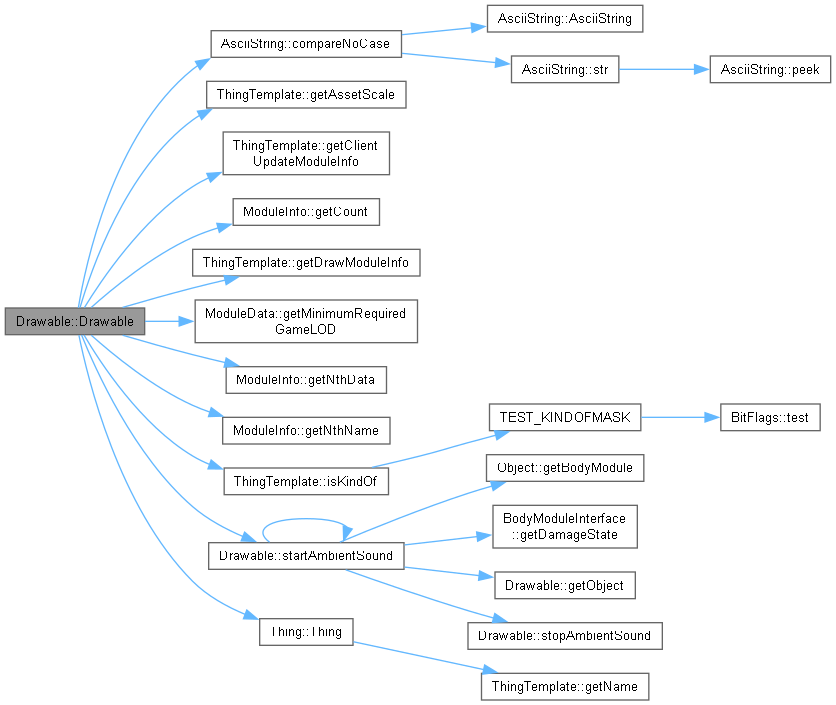 Drawable::Drawable
AsciiString::compareNoCase
AsciiString::AsciiString
AsciiString::str
AsciiString::peek
ThingTemplate::getAssetScale
ThingTemplate::getClient
UpdateModuleInfo
ModuleInfo::getCount
ThingTemplate::getDrawModuleInfo
ModuleData::getMinimumRequired
GameLOD
ModuleInfo::getNthData
ModuleInfo::getNthName
ThingTemplate::isKindOf
TEST_KINDOFMASK
BitFlags::test
Drawable::startAmbientSound
Object::getBodyModule
BodyModuleInterface
::getDamageState
Drawable::getObject
Drawable::stopAmbientSound
Thing::Thing
ThingTemplate::getName